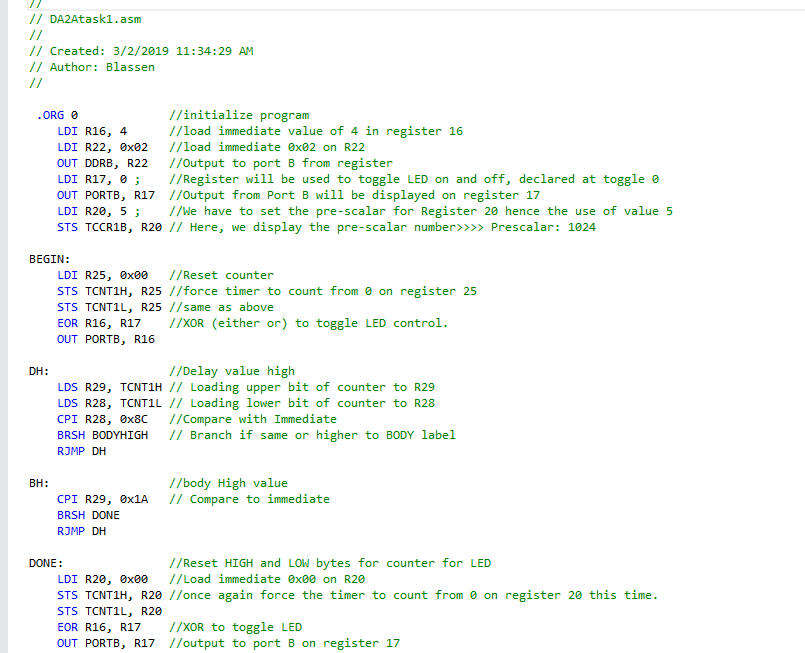 //
// DA2Atask1.asm
//
// Created: 3/2/2019 11:34:29 AM
// Author: Blassen
//
.ORG 0 //initialize program
LDI R16, 4 //load immediate value of 4 in register 16
LDI R22, 0x02 //load immediate 0x02 on R22
OUT DDRB, R22 //Output to port B from register
LDI R17, 0 ; //Register will be used to toggle LED on and off, declared at toggle 0
OUT PORTB, R17 //Output from Port B will be displayed on register 17
LDI R20, 5 ; //We have to set the pre-scalar for Register 20 hence the use of value 5
STS TCCR1B, R20 // Here, we display the pre-scalar number>>>> Prescalar: 1024
BEGIN:
LDI R25, 0x00 //Reset counter
STS TCNT1H, R25 //force timer to count from 0 on register 25
STS TCNT1L, R25 //same as above
EOR R16, R17 //XOR (either or) to toggle LED control.
OUT PORTB, R16
DH: //Delay value high
LDS R29, TCNT1H // Loading upper bit of counter to R29
LDS R28, TCNT1L // Loading lower bit of counter to R28
CPI R28, 0x8C //Compare with Immediate
BRSH BODYHIGH // Branch if same or higher to BODY label
RJMP DH
BH: //body High value
CPI R29, 0x1A // Compare to immediate
BRSH DONE
RJMP DH
DONE: //Reset HIGH and LOW bytes for counter for LED
LDI R20, 0x00 //Load immediate 0x00 on R20
STS TCNT1H, R20 //once again force the timer to count from 0 on register 20 this time.
STS TCNT1L, R20
EOR R16, R17 //XOR to toggle LED
OUT PORTB, R17 //output to port B on register 17